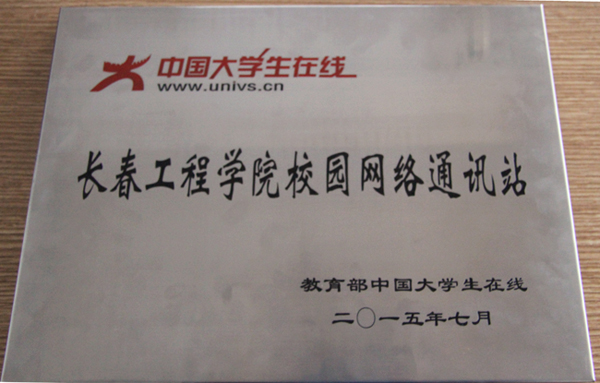 中国大学生在线
www.univs.cn
长春工程学院校园网络通讯站
教育部中国大学生在线
二〇一五年七月